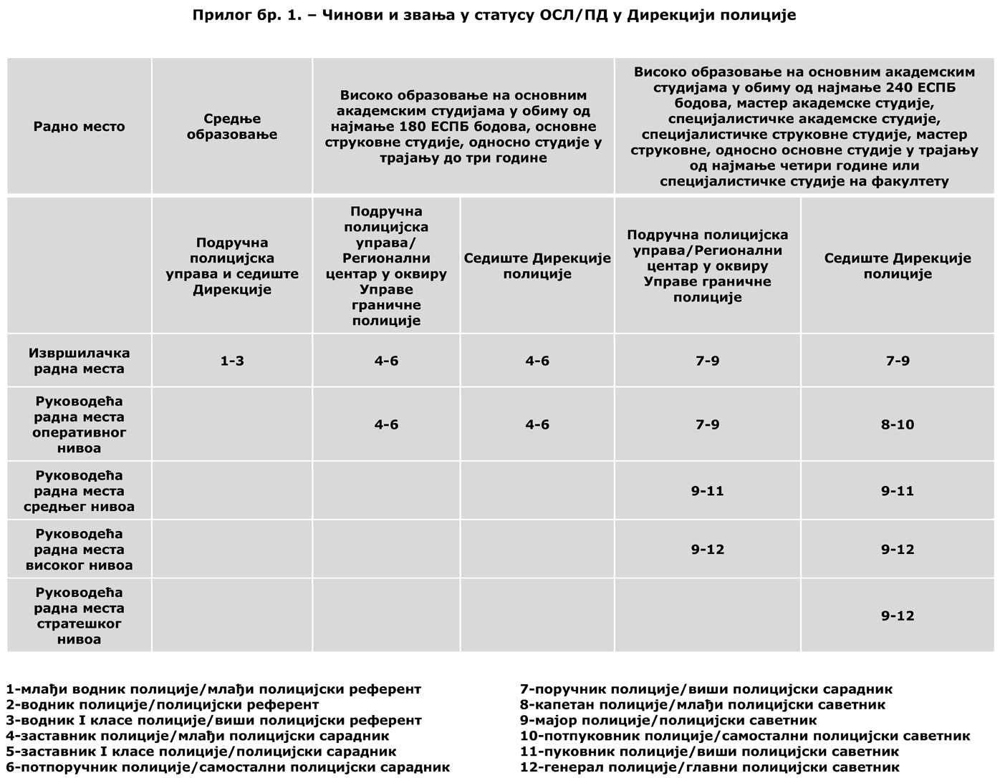 Прилог бр. 1. – Чинови и звања у статусу ОСЛ/ПД у Дирекцији полиције
Радно место
Средње
образовање
Високо образовање на основним
академским студијама у обиму од
најмање 180 ЕСПБ бодова, основне
струковне студије, односно студије у
трајању до три године
Високо образовање на основним академским
студијама у обиму од најмање 240 ЕСПБ
бодова, мастер академске студије,
специјалистичке академске студије,
специјалистичке струковне студије, мастер
струковне, односно основне студије у трајању
од најмање четири године или
специјалистичке студије на факултету
Подручна
полицијска
управа и седиште
Дирекције
Подручна
полицијска
управа/
Регионални
центар у оквиру
Управе
граничне
полиције
Седиште Дирекције
полиције
Подручна полицијска
управа/Регионални
центар у оквиру
Управе граничне
полиције
Седиште Дирекције
полиције
Извршилачка
радна места
1-3
4-6
4-6
7-9
7-9
Руководећа
радна места
оперативног
нивоа
4-6
4-6
7-9
8-10
Руководећа
радна места
средњег нивоа
9-11
9-11
Руководећа
радна места
високог нивоа
9-12
9-12
Руководећа
радна места
стратешког
нивоа
9-12
1-млађи водник полиције/млађи полицијски референт
2-водник полиције/полицијски референт
3-водник I класе полиције/виши полицијски референт
4-заставник полиције/млађи полицијски сарадник
5-заставник I класе полиције/полицијски сарадник
6-потпоручник полиције/самостални полицијски сарадник
7-поручник полиције/виши полицијски сарадник
8-капетан полиције/млађи полицијски саветник
9-мајор полиције/полицијски саветник
10-потпуковник полиције/самостални полицијски саветник
11-пуковник полиције/виши полицијски саветник
12-генерал полиције/главни полицијски саветник